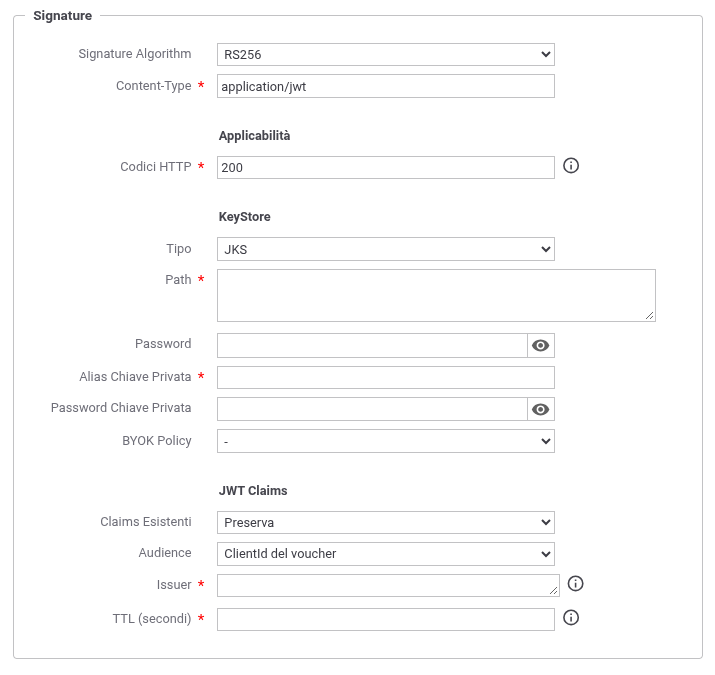 Signature
Signature Algorithm RS256
Content-Type * application/jwt
Applicabilità
Codici HTTP * 200
KeyStore
Tipo JKS
Path *
Password
Alias Chiave Privata *
Password Chiave Privata
BYOK Policy -
JWT Claims
Claims Esistenti Preserva
Audience ClientId del voucher
Issuer *
TTL (secondi) *